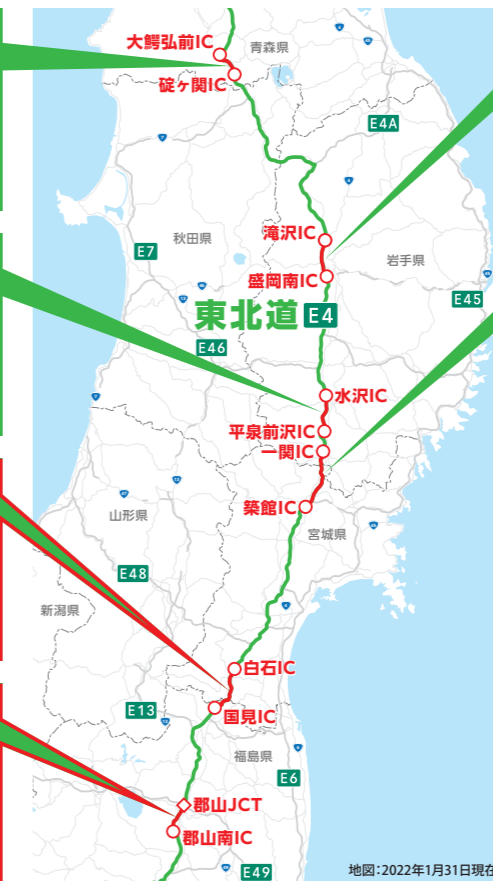 大鰐弘前IC
青森県
碇ヶ関IC
E4A
滝沢IC
秋田県
E7
岩手県
盛岡南IC
E45
東北道 E4
E46
水沢IC
平泉前沢IC
一関IC
築館IC
山形県
宮城県
E48
新潟県
白石IC
E13
国見IC
福島県
E6
郡山JCT
郡山南IC
E49
地図:2022年1月31日現在